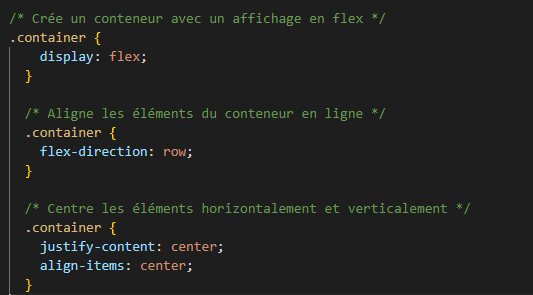 /* Crée un conteneur avec un affichage en flex */
.container {
display: flex;
}
/* Aligne les éléments du conteneur en ligne */
.container {
flex-direction: row;
}
/* Centre les éléments horizontalement et verticalement */
.container {
justify-content: center;
align-items: center;
}